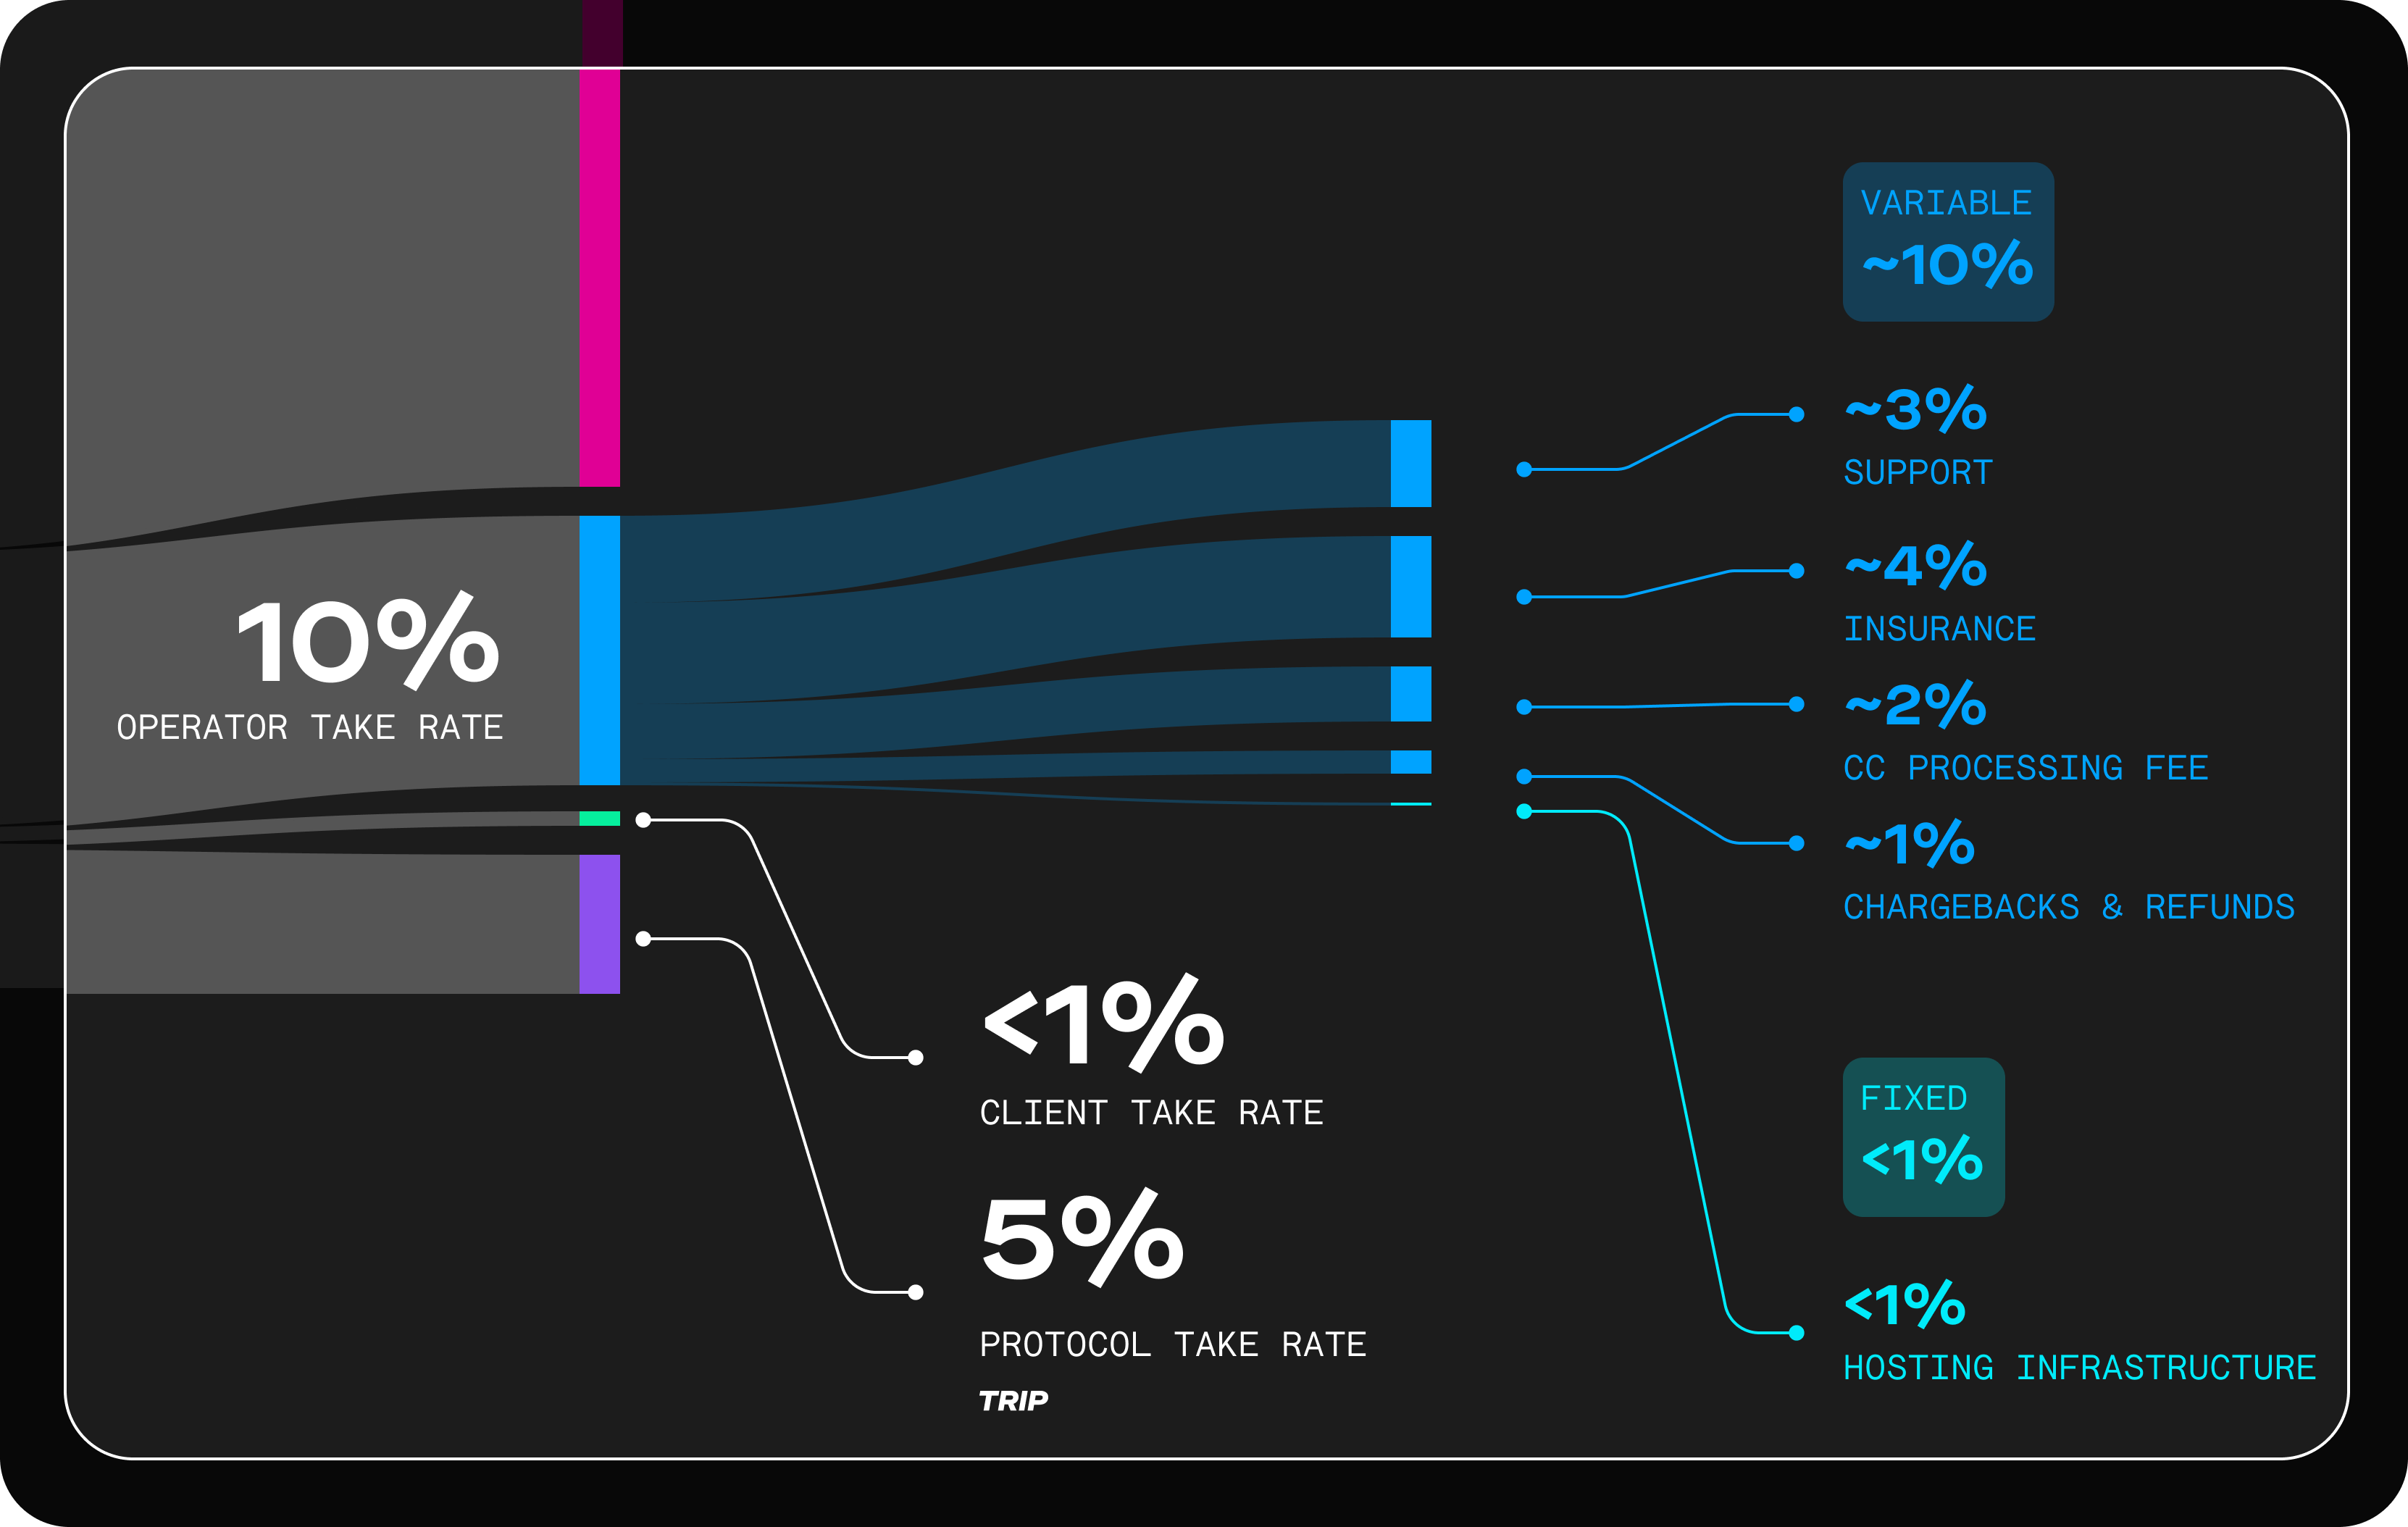 10%
OPERATOR TAKE RATE
<1%
CLIENT TAKE RATE
5%
PROTOCOL TAKE RATE
TRIP
VARIABLE
~10%
~3%
SUPPORT
~4%
INSURANCE
~2%
CC PROCESSING FEE
~1%
CHARGEBACKS & REFUNDS
FIXED
<1%
<1%
HOSTING INFRASTRUCTURE